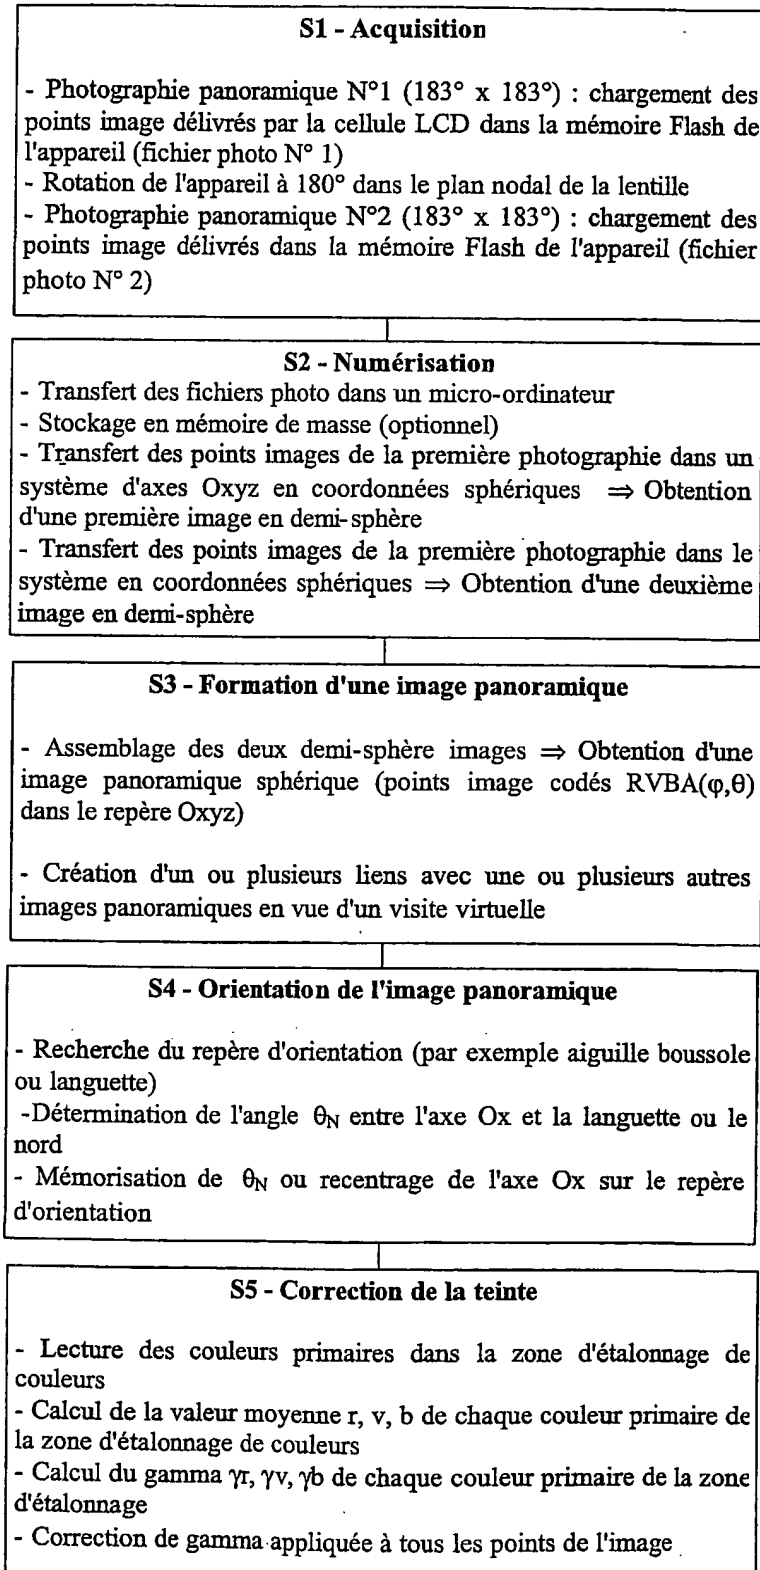 S1 - Acquisition
- Photographie panoramique N°1 (183° x 183°) : chargement des
points image délivrés par la cellule LCD dans la mémoire Flash de
l'appareil (fichier photo N° 1)
- Rotation de l'appareil à 180° dans le plan nodal de la lentille
- Photographie panoramique N°2 (183° x 183°) : chargement des
points image délivrés dans la mémoire Flash de l'appareil (fichier
photo N° 2)
S2 - Numérisation
- Transfert des fichiers photo dans un micro-ordinateur
- Stockage en mémoire de masse (optionnel)
- Transfert des points images de la première photographie dans un
système d'axes Oxyz en coordonnées sphériques ⇒ Obtention
d'une première image en demi-sphère
- Transfert des points images de la première photographie dans le
système en coordonnées sphériques ⇒ Obtention d'une deuxième
image en demi-sphère
S3 - Formation d'une image panoramique
- Assemblage des deux demi-sphère images ⇒ Obtention d'une
image panoramique sphérique (points image codés RVBA(φ,θ)
dans le repère Oxyz)
- Création d'un ou plusieurs liens avec une ou plusieurs autres
images panoramiques en vue d'un visite virtuelle
S4 - Orientation de l'image panoramique
- Recherche du repère d'orientation (par exemple aiguille boussole
ou languette)
-Détermination de l'angle θN entre l'axe Ox et la languette ou le
nord
- Mémorisation de θN ou recentrage de l'axe Ox sur le repère
d'orientation
S5 - Correction de la teinte
- Lecture des couleurs primaires dans la zone d'étalonnage de
couleurs
- Calcul de la valeur moyenne r, v, b de chaque couleur primaire de
la zone d'étalonnage de couleurs
- Calcul du gamma γr, γv, γb de chaque couleur primaire de la zone
d'étalonnage
- Correction de gamma appliquée à tous les points de l'image